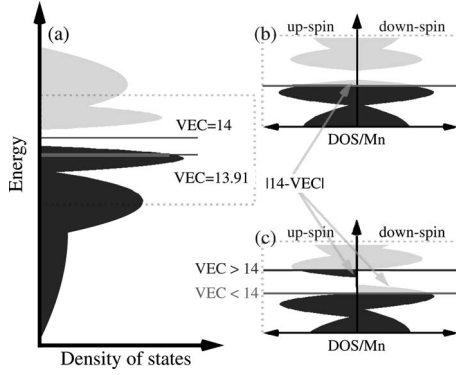 (a)
VEC=14
VEC=13.91
Energy
Density of states
(b)
up-spin
down-spin
DOS/Mn
|14-VEC|
(c)
up-spin
down-spin
VEC > 14
VEC < 14
DOS/Mn